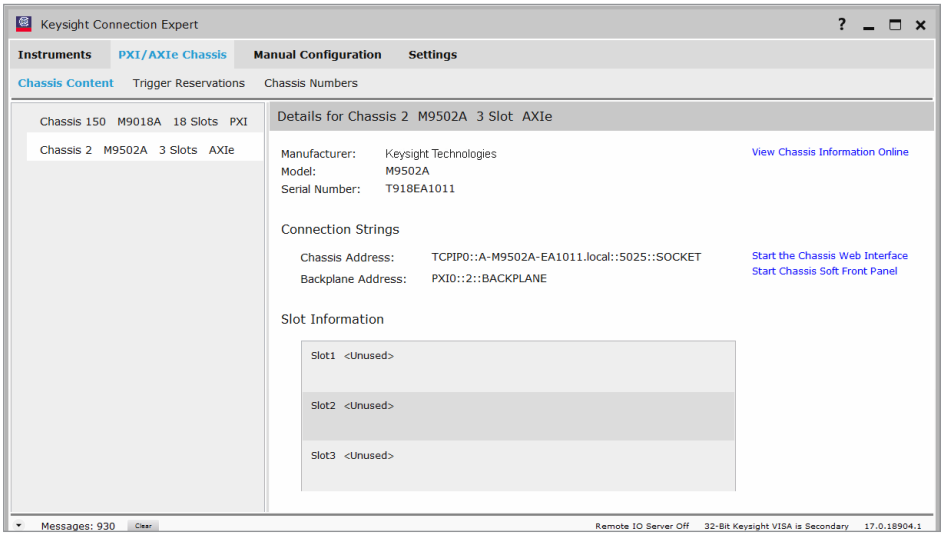 Keysight Connection Expert ?
Instruments PXI/AXIe Chassis Manual Configuration Settings
Chassis Content Trigger Reservations Chassis Numbers
Chassis 150 M9018A 18 Slots PXI
Chassis 2 M9502A 3 Slots AXIe
Details for Chassis 2 M9502A 3 Slot AXIe
Manufacturer: Keysight Technologies
Model: M9502A
Serial Number: T918EA1011
View Chassis Information Online
Connection Strings
Chassis Address: TCPIP0::A-M9502A-EA1011.local::5025::SOCKET
Backplane Address: PXI0::2::BACKPLANE
Start the Chassis Web Interface
Start Chassis Soft Front Panel
Slot Information
Slot1 <Unused>
Slot2 <Unused>
Slot3 <Unused>
Messages: 930 Clear Remote IO Server Off 32-Bit Keysight VISA is Secondary 17.0.18904.1